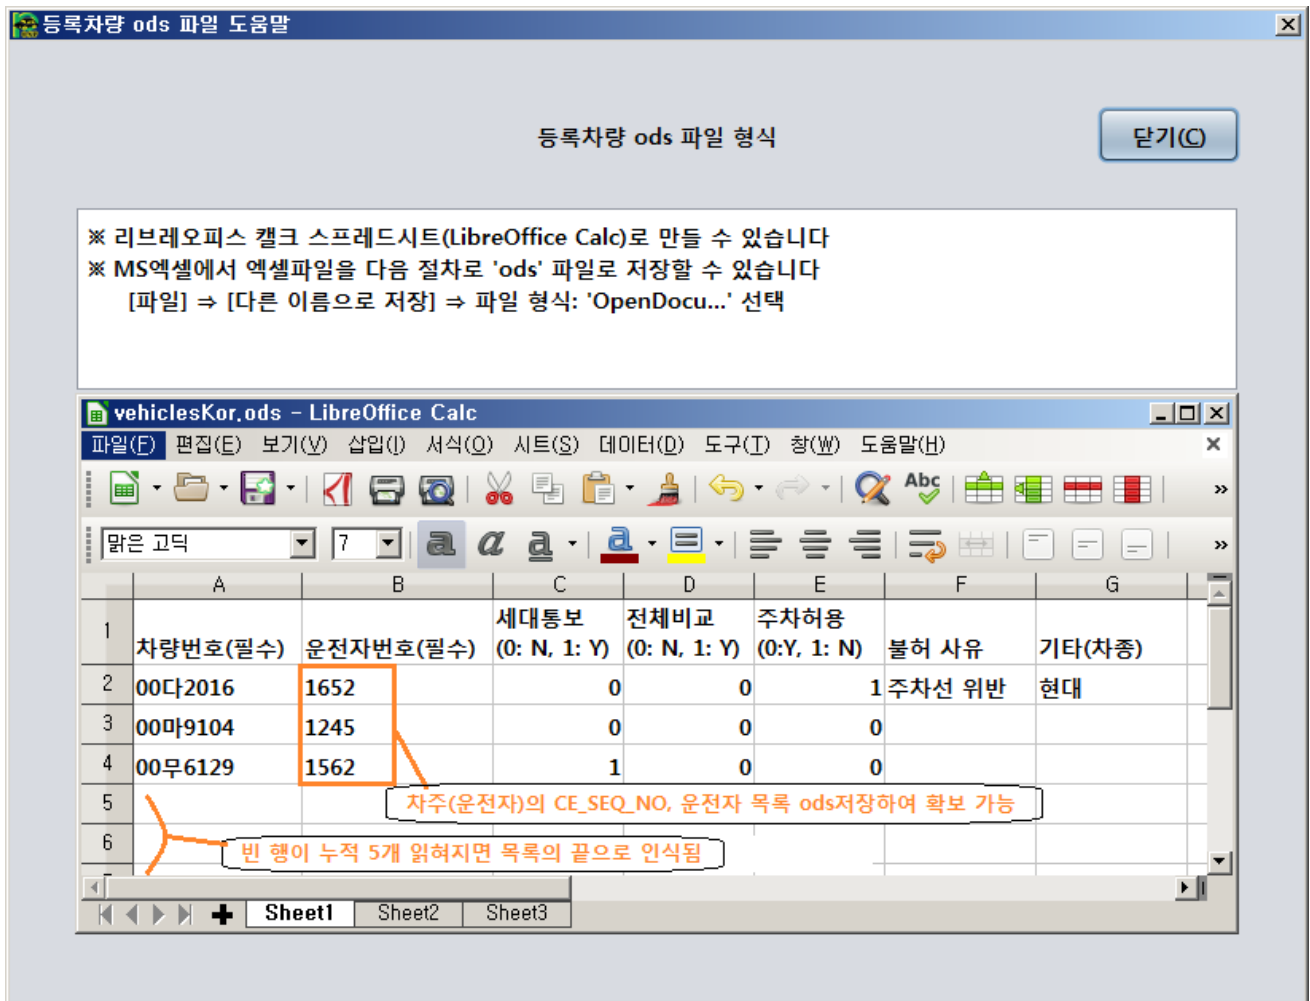 등록차량 ods 파일 도움말
등록차량 ods 파일 형식
닫기(C)
※ 리브레오피스 캘크 스프레드시트(LibreOffice Calc)로 만들 수 있습니다
※ MS엑셀에서 엑셀파일을 다음 절차로 'ods' 파일로 저장할 수 있습니다
[파일] ⇒ [다른 이름으로 저장] ⇒ 파일 형식: 'OpenDocu...' 선택
vehiclesKor.ods - LibreOffice Calc
파일(F) 편집(E) 보기(V) 삽입(I) 서식(O) 시트(S) 데이터(D) 도구(T) 창(W) 도움말(H)
Abc
맑은 고딕 7 a a a a
A B C D E F G
세대통보 전체비교 주차허용
1 차량번호(필수) 운전자번호(필수) (0: N, 1: Y) (0: N, 1: Y) (0:Y, 1: N) 불허 사유 기타(차종)
2 00다2016 1652 0 0 1 주차선 위반 현대
3 00마9104 1245 0 0 0
4 00무6129 1562 1 0 0
5 차주(운전자)의 CE_SEQ_NO, 운전자 목록 ods저장하여 확보 가능
6 빈 행이 누적 5개 읽혀지면 목록의 끝으로 인식됨
Sheet1 Sheet2 Sheet3